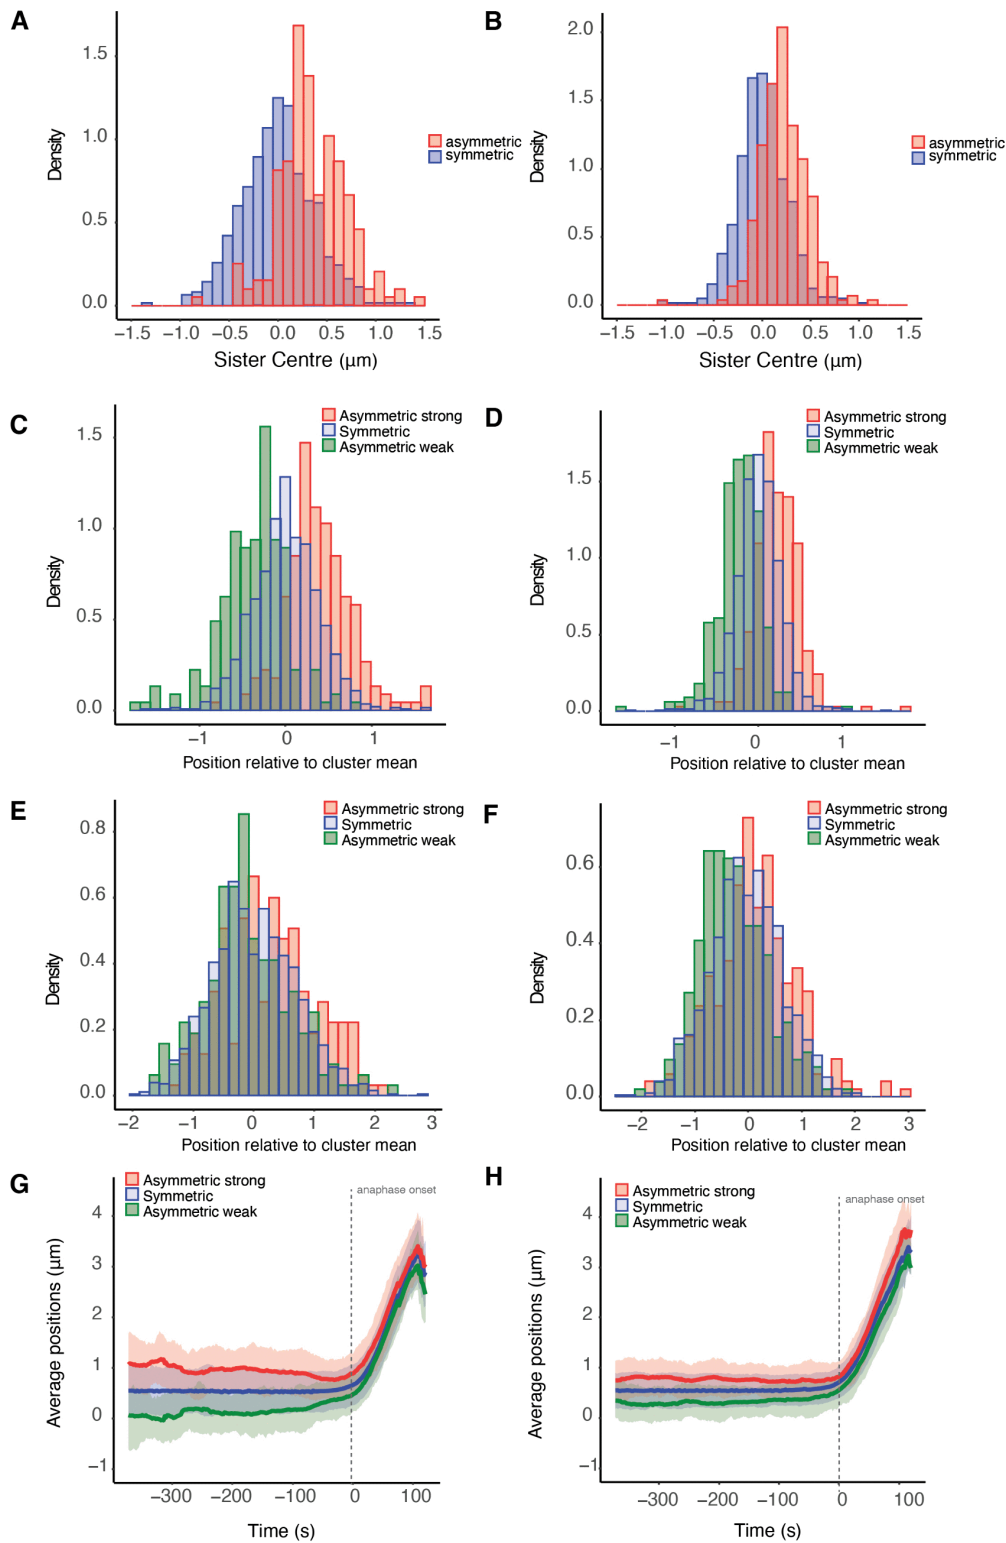 A
1.5
1.0
0.5
0.0
Density
−1.5 −1.0 −0.5 0.0 0.5 1.0 1.5
Sister Centre (μm)
asymmetric
symmetric
B
2.0
1.5
1.0
0.5
0.0
Density
−1.5 −1.0 −0.5 0.0 0.5 1.0 1.5
Sister Centre (μm)
asymmetric
symmetric
C
1.5
1.0
0.5
0.0
Density
−1 0 1
Position relative to cluster mean
Asymmetric strong
Symmetric
Asymmetric weak
D
1.5
1.0
0.5
0.0
Density
−1 0 1
Position relative to cluster mean
Asymmetric strong
Symmetric
Asymmetric weak
E
0.8
0.6
0.4
0.2
0.0
Density
−2 −1 0 1 2 3
Position relative to cluster mean
Asymmetric strong
Symmetric
Asymmetric weak
F
0.6
0.4
0.2
0.0
Density
−2 −1 0 1 2 3
Position relative to cluster mean
Asymmetric strong
Symmetric
Asymmetric weak
G
Asymmetric strong
Symmetric
Asymmetric weak
anaphase onset
4
3
2
1
0
−1
Average positions (μm)
−300 −200 −100 0 100
Time (s)
H
Asymmetric strong
Symmetric
Asymmetric weak
anaphase onset
4
3
2
1
0
−1
Average positions (μm)
−300 −200 −100 0 100
Time (s)